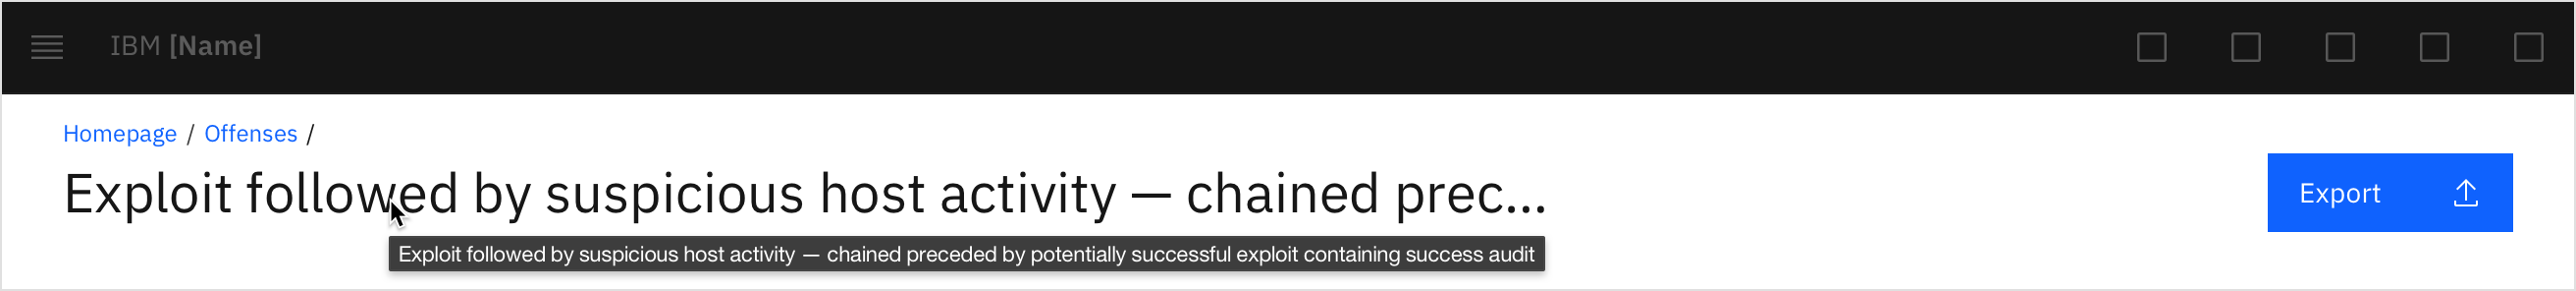 IBM [Name]
Homepage / Offenses /
Exploit followed by suspicious host activity — chained prec...
Export
Exploit followed by suspicious host activity — chained preceded by potentially successful exploit containing success audit